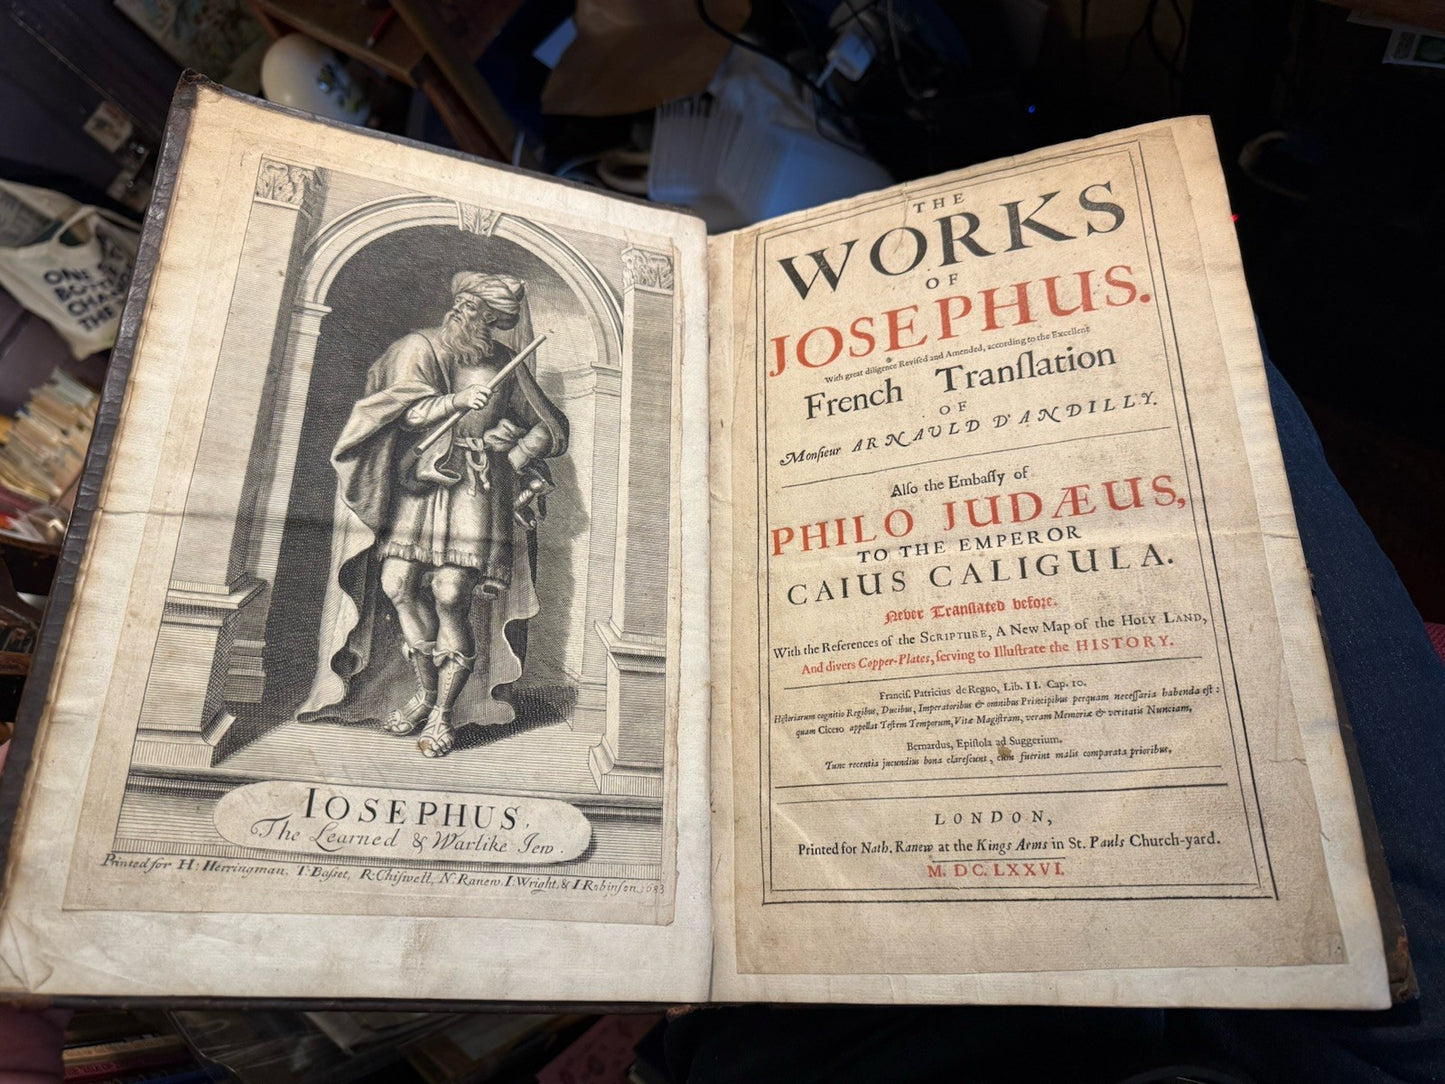 IOSEPHUS,
The Learned & Warlike Jew.
Printed for H: Herringman, T: Basset, R: Chiswell, N: Ranew, I: Wright, & I Robinson, 1683
THE
WORKS
OF
JOSEPHUS.
With great diligence Reviſed and Amended, according to the Excellent
French Tranſlation
OF
Monſieur ARNAULD D'ANDILLY.
Alſo the Embaſſy of
PHILO JUDÆUS,
TO THE EMPEROR
CAIUS CALIGULA.
Never Tranſlated before.
With the References of the SCRIPTURE, A New Map of the HOLY LAND,
And divers Copper-Plates, ſerving to Illuſtrate the HISTORY.
Franciſ. Patricius de Regno, Lib. II. Cap. 10.
Hiſtoriarum cognitio Regibus, Ducibus, Imperatoribus & omnibus Principibus perquam neceſſaria habenda eſt:
quam Cicero appellat Teſtem Temporum, Vitæ Magiſtram, veram Memoriæ & veritatis Nunciam,
Bernardus, Epiſtola ad Suggerium.
Tunc recentia jucundius bona clareſcunt, cum fuerint malis comparata prioribus,
LONDON,
Printed for Nath. Ranew at the Kings Arms in St. Pauls Church-yard.
M. DC. LXXVI.
ONE
THE